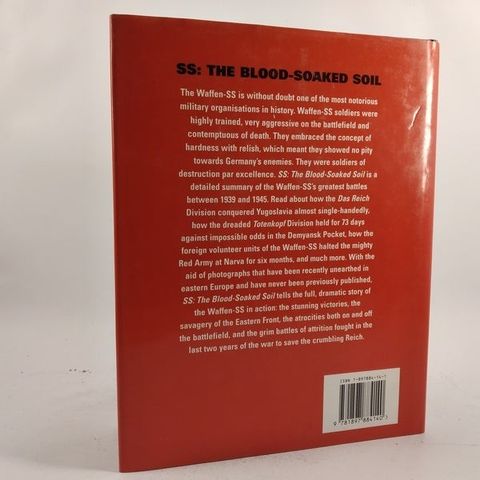 SS: THE BLOOD-SOAKED SOIL
The Waffen-SS is without doubt one of the most notorious
military organisations in history. Waffen-SS soldiers were
highly trained, very aggressive on the battlefield and
contemptuous of death. They embraced the concept of
hardness with relish, which meant they showed no pity
towards Germany's enemies. They were soldiers of
destruction par excellence. SS: The Blood-Soaked Soil is a
detailed summary of the Waffen-SS's greatest battles
between 1939 and 1945. Read about how the Das Reich
Division conquered Yugoslavia almost single-handedly,
how the dreaded Totenkopf Division held for 73 days
against impossible odds in the Demyansk Pocket, how the
foreign volunteer units of the Waffen-SS halted the mighty
Red Army at Narva for six months, and much more. With the
aid of photographs that have been recently unearthed in
eastern Europe and have never been previously published,
SS: The Blood-Soaked Soil tells the full, dramatic story of
the Waffen-SS in action: the stunning victories, the
savagery of the Eastern Front, the atrocities both on and off
the battlefield, and the grim battles of attrition fought in the
last two years of the war to save the crumbling Reich.
ISBN 1-897884-14-1
9 781897 884140